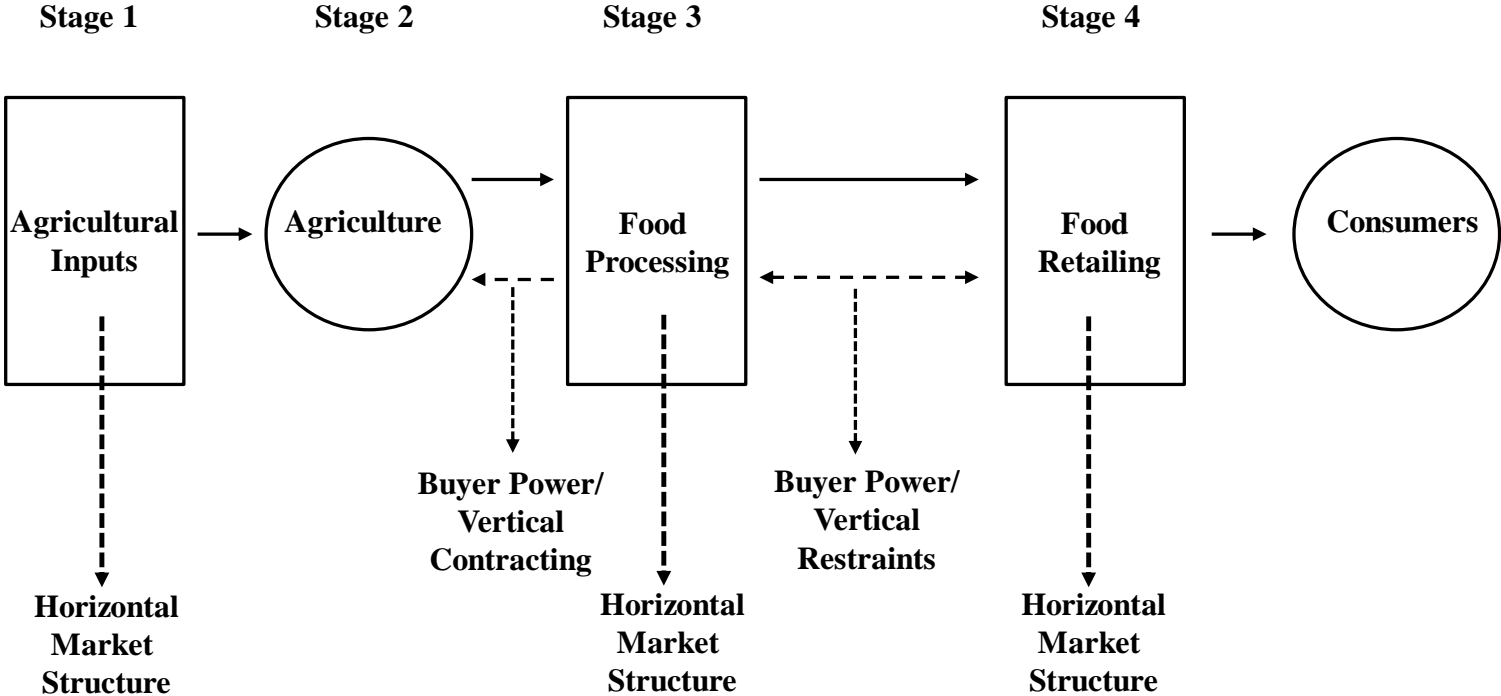 Stage 1
Stage 2
Stage 3
Stage 4
Agricultural
Inputs
Agriculture
Food
Processing
Food
Retailing
Consumers
Buyer Power/
Vertical
Contracting
Buyer Power/
Vertical
Restraints
Horizontal
Market
Structure
Horizontal
Market
Structure
Horizontal
Market
Structure